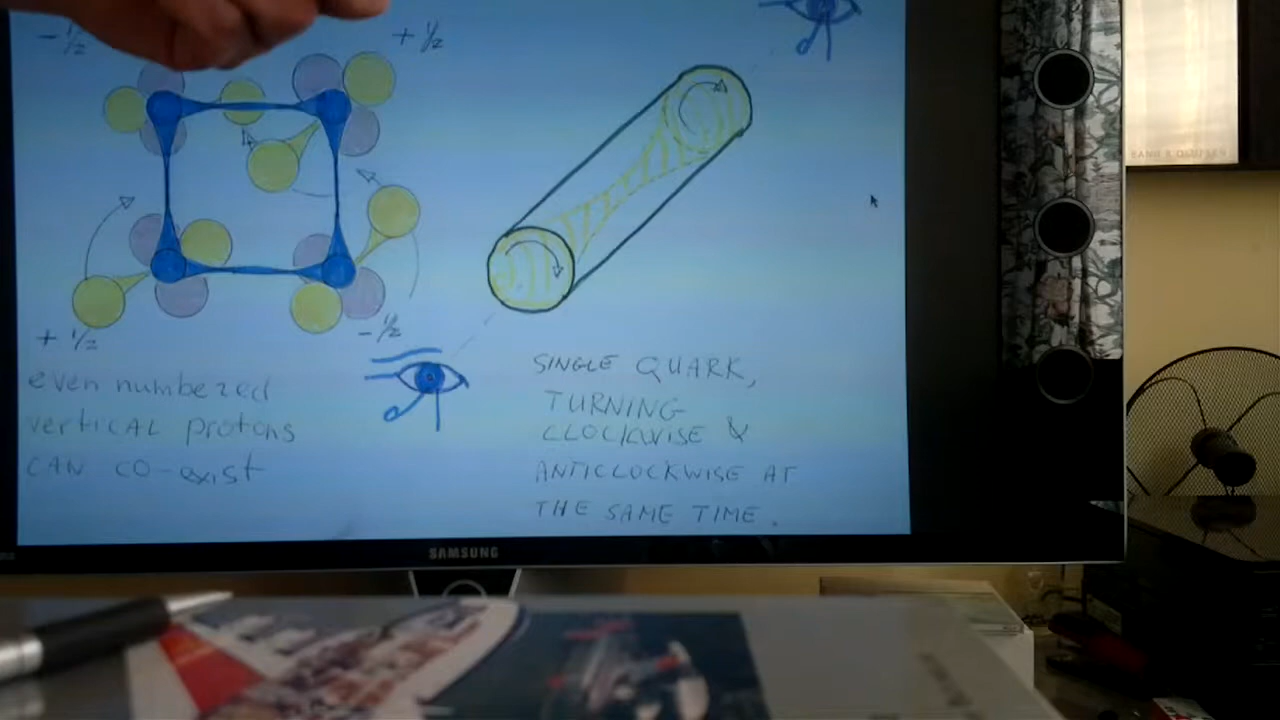 -½
+½
+½
-½
even numbered
vertical protons
can co-exist
SINGLE QUARK,
TURNING
CLOCKWISE &
ANTICLOCKWISE AT
THE SAME TIME.
SAMSUNG